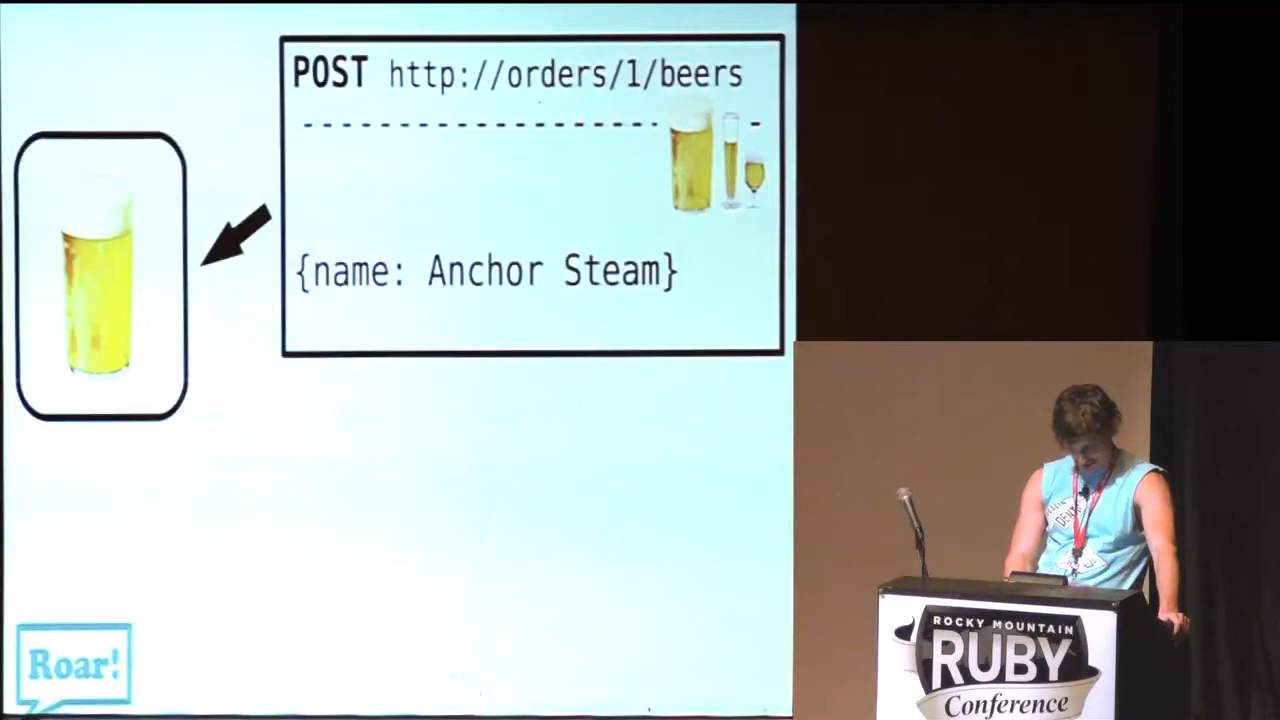 POST http://orders/1/beers
{name: Anchor Steam}
Roar!
ROCKY MOUNTAIN
RUBY
Conference